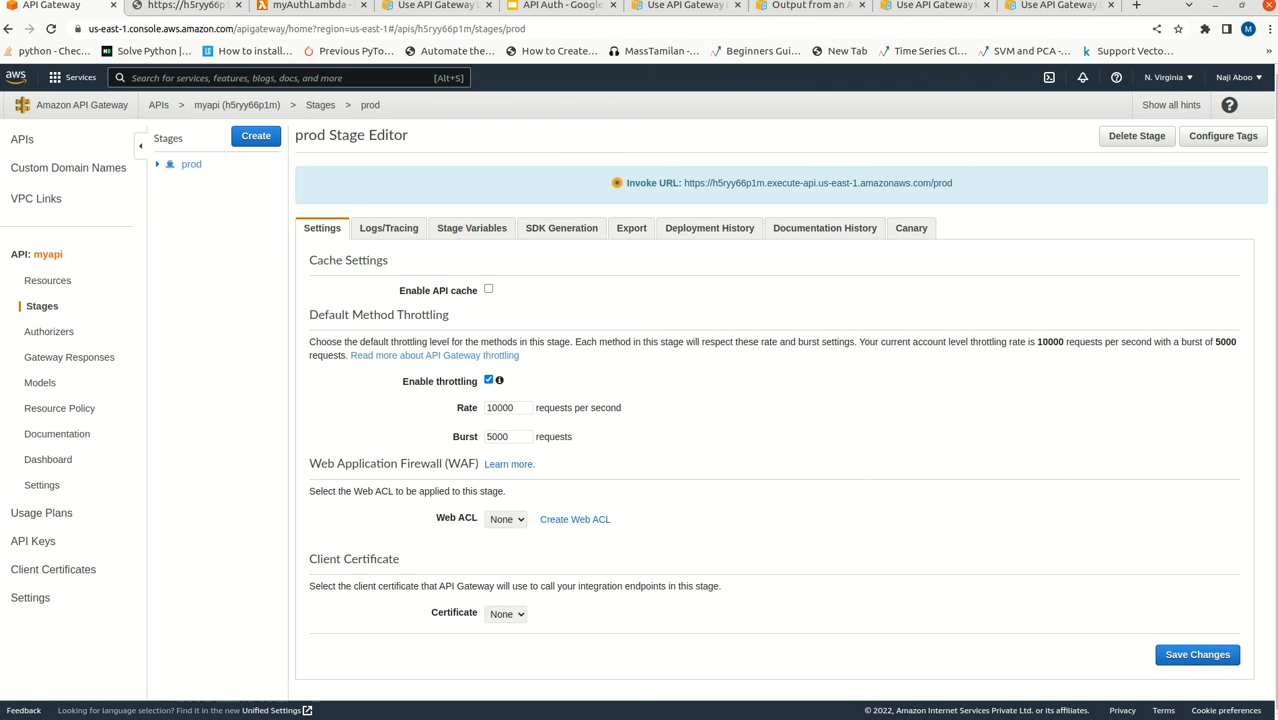 API Gateway
https://h5ryy66p1
myAuthLambda -
Use API Gateway L
API Auth - Google
Use API Gateway L
Output from an A
Use API Gateway L
Use API Gateway L
us-east-1.console.aws.amazon.com/apigateway/home?region=us-east-1#/apis/h5ryy66p1m/stages/prod
M
python - Chec...
Solve Python |...
How to install...
Previous PyTo...
Automate the...
How to Create...
MassTamilan -...
Beginners Gui...
New Tab
Time Series Cl...
SVM and PCA -...
Support Vecto...
»
aws
Services
Search for services, features, blogs, docs, and more
[Alt+S]
N. Virginia
Naji Aboo
Amazon API Gateway
APIs > myapi (h5ryy66p1m) > Stages > prod
Show all hints
?
APIs
Custom Domain Names
VPC Links
API: myapi
Resources
Stages
Authorizers
Gateway Responses
Models
Resource Policy
Documentation
Dashboard
Settings
Usage Plans
API Keys
Client Certificates
Settings
Stages
Create
prod
prod Stage Editor
Delete Stage
Configure Tags
Invoke URL: https://h5ryy66p1m.execute-api.us-east-1.amazonaws.com/prod
Settings
Logs/Tracing
Stage Variables
SDK Generation
Export
Deployment History
Documentation History
Canary
Cache Settings
Enable API cache
Default Method Throttling
Choose the default throttling level for the methods in this stage. Each method in this stage will respect these rate and burst settings. Your current account level throttling rate is 10000 requests per second with a burst of 5000
requests. Read more about API Gateway throttling
Enable throttling
Rate 10000 requests per second
Burst 5000 requests
Web Application Firewall (WAF) Learn more.
Select the Web ACL to be applied to this stage.
Web ACL None Create Web ACL
Client Certificate
Select the client certificate that API Gateway will use to call your integration endpoints in this stage.
Certificate None
Save Changes
Feedback
Looking for language selection? Find it in the new Unified Settings
© 2022, Amazon Internet Services Private Ltd. or its affiliates.
Privacy
Terms
Cookie preferences